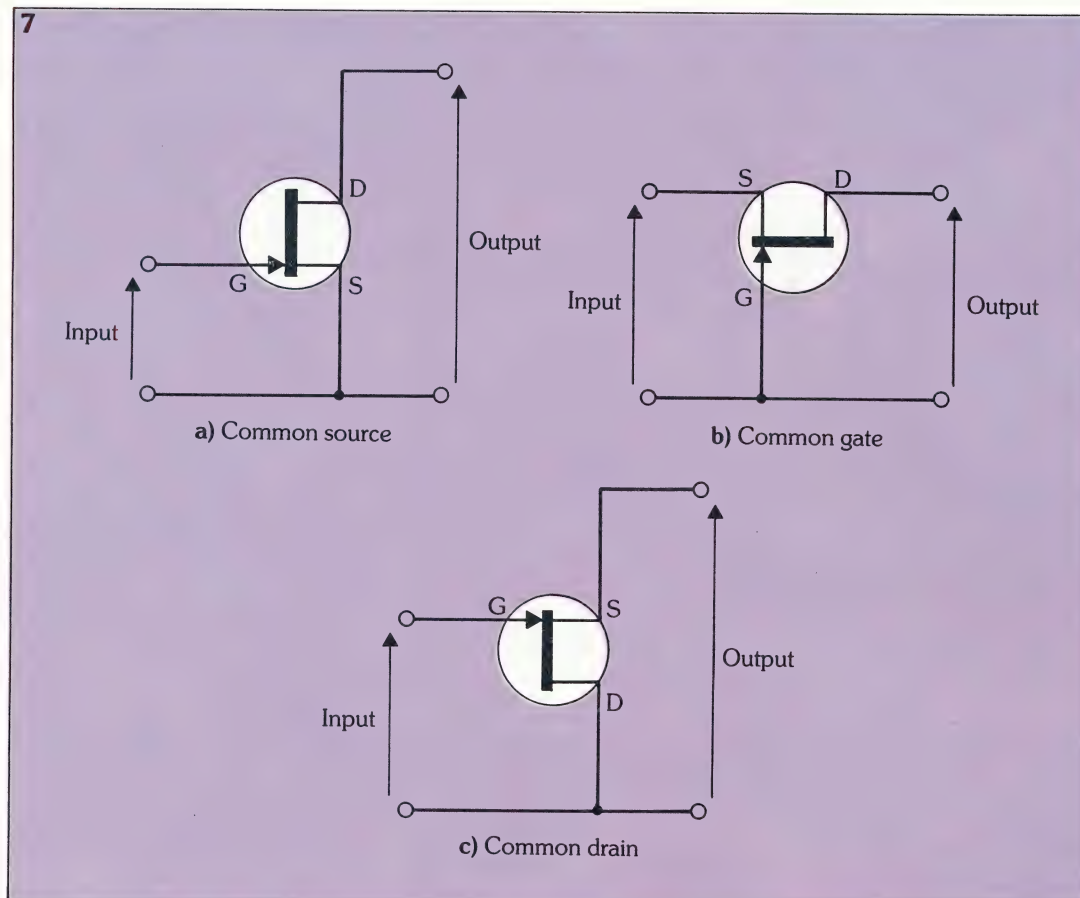 7
D
Output
G
S
Input
a) Common source
S
D
Input
G
Output
b) Common gate
G
S
Output
D
Input
c) Common drain